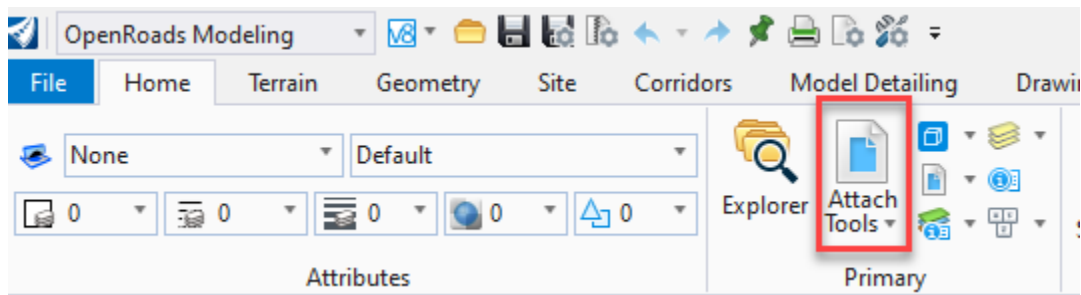 OpenRoads Modeling
File Home Terrain Geometry Site Corridors Model Detailing
None Default
0 0 0 0 0
Explorer Attach
Tools
Attributes Primary